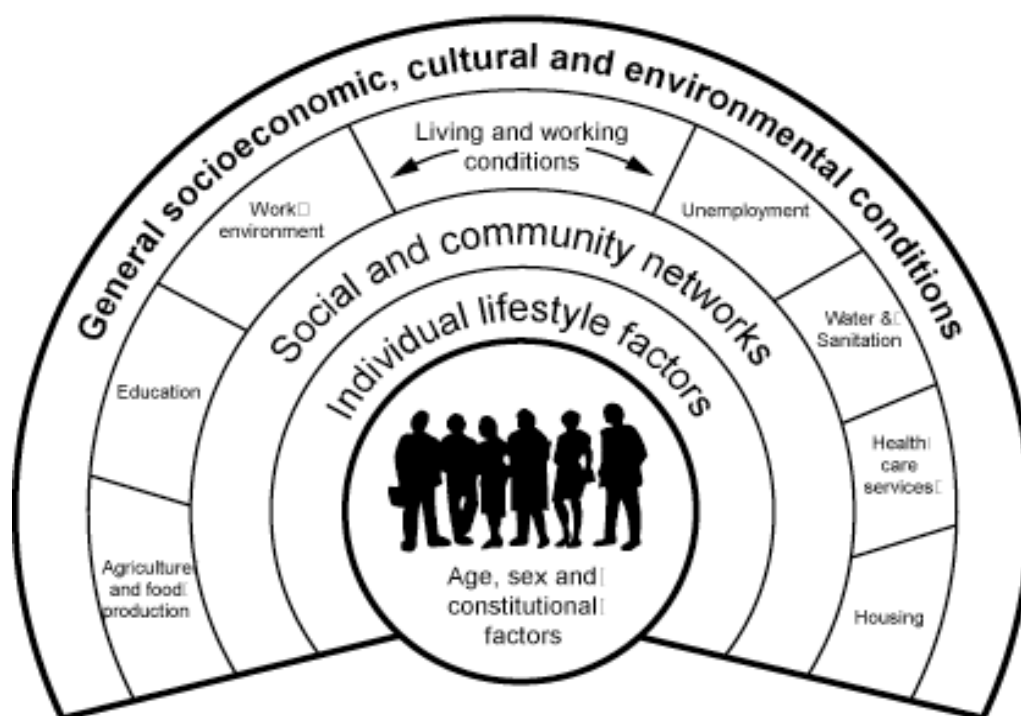 General socioeconomic, cultural and environmental conditions
Living and working
conditions
Work
environment
Unemployment
Social and community networks
Individual lifestyle factors
Education
Water &
Sanitation
Health
care
services
Agriculture
and food
production
Housing
Age, sex and
constitutional
factors